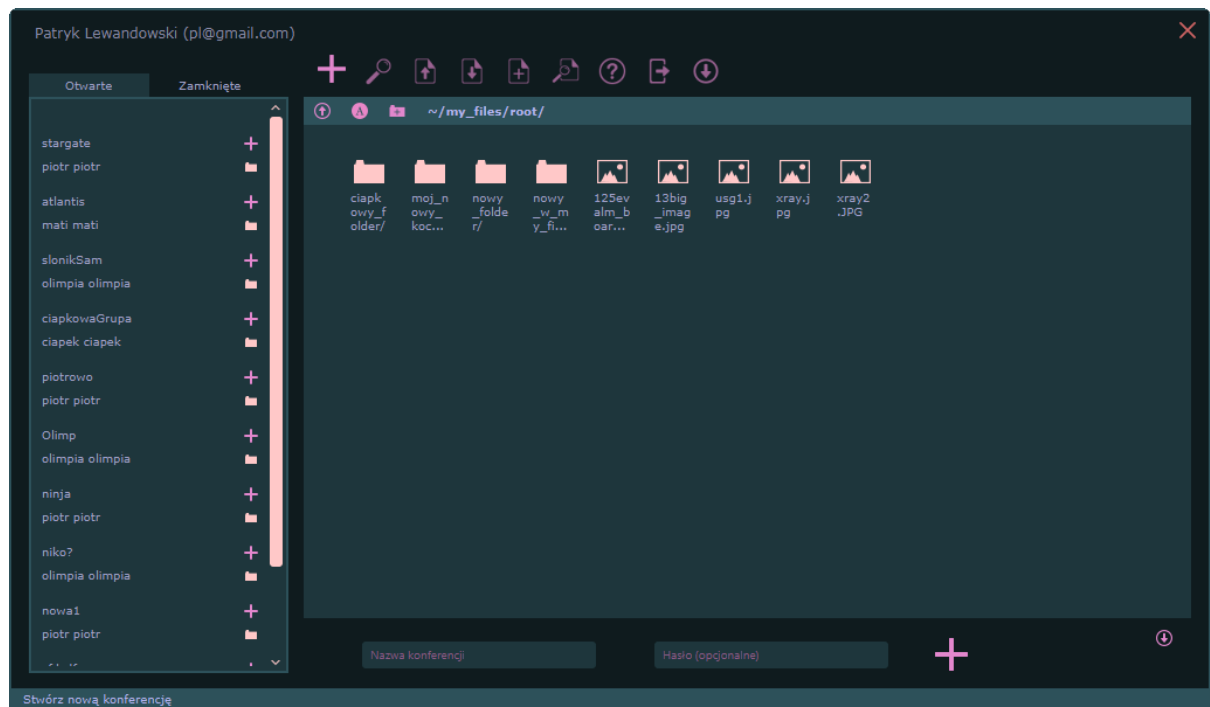 Patryk Lewandowski (pl@gmail.com)
Otwarte
Zamknięte
stargate
piotr piotr
atlantis
mati mati
slonikSam
olimpia olimpia
ciapkowaGrupa
ciapek ciapek
piotrowo
piotr piotr
Olimp
olimpia olimpia
ninja
piotr piotr
niko?
olimpia olimpia
nowa1
piotr piotr
A
~/my_files/root/
ciapk
owy_f
older/
moj_n
owy_
koc...
nowy
_folde
r/
nowy
_w_m
y_fi...
125ev
alm_b
oar...
13big
_imag
e.jpg
usg1.j
pg
xray.j
pg
xray2
.JPG
Nazwa konferencji
Hasło (opcjonalne)
Stwórz nową konferencję